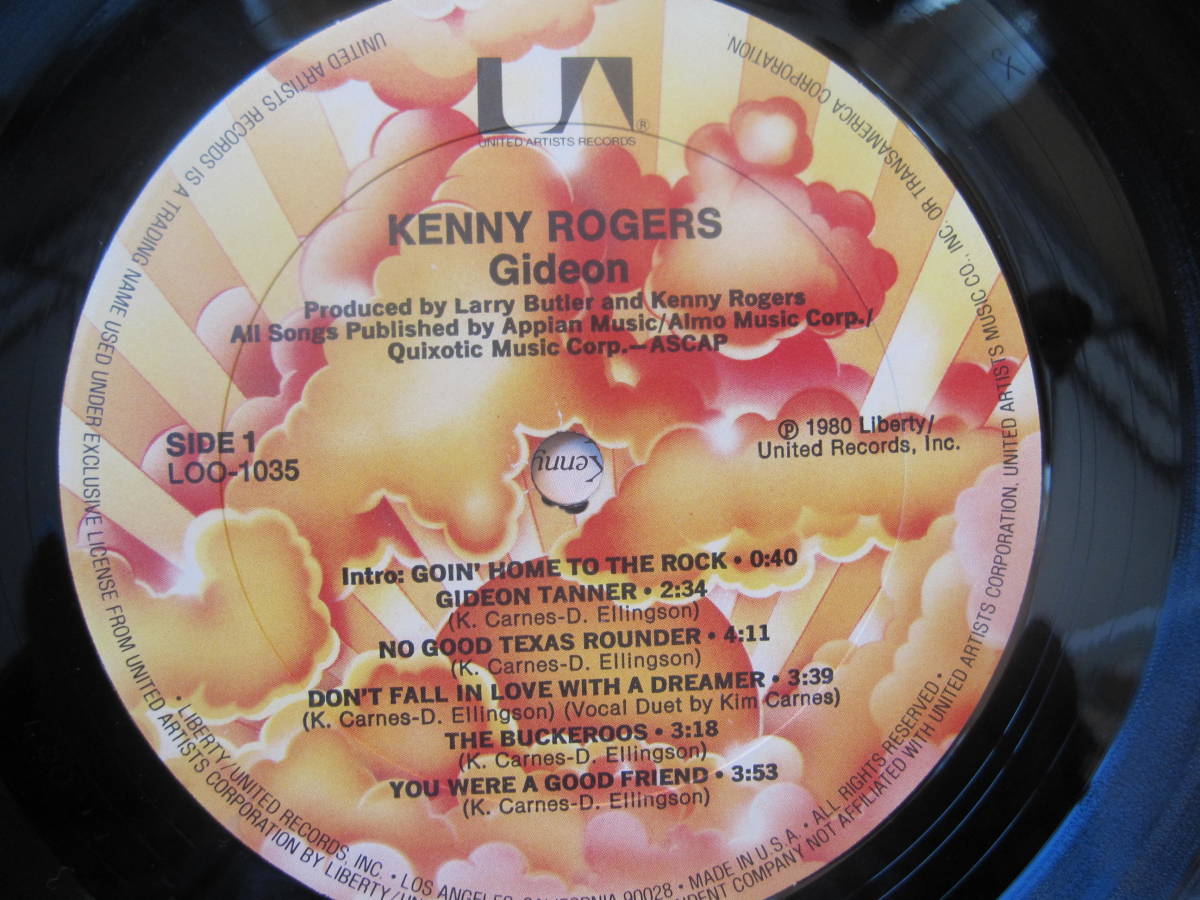 UA®
UNITED ARTISTS RECORDS
KENNY ROGERS
Gideon
Produced by Larry Butler and Kenny Rogers
All Songs Published by Appian Music/Almo Music Corp./
Quixotic Music Corp.—ASCAP
SIDE 1
LOO-1035
℗ 1980 Liberty/
United Records, Inc.
Kenny
Intro: GOIN' HOME TO THE ROCK • 0:40
GIDEON TANNER • 2:34
(K. Carnes-D. Ellingson)
NO GOOD TEXAS ROUNDER • 4:11
(K. Carnes-D. Ellingson)
DON'T FALL IN LOVE WITH A DREAMER • 3:39
(K. Carnes-D. Ellingson) (Vocal Duet by Kim Carnes)
THE BUCKEROOS • 3:18
(K. Carnes-D. Ellingson)
YOU WERE A GOOD FRIEND • 3:53
(K. Carnes-D. Ellingson)
• LIBERTY/UNITED RECORDS, INC. • LOS ANGELES, CALIFORNIA 90028 • MADE IN U.S.A. • ALL RIGHTS RESERVED •
UNITED ARTISTS RECORDS IS A TRADING NAME USED UNDER EXCLUSIVE LICENSE FROM UNITED ARTISTS CORPORATION BY LIBERTY/
COMPANY NOT AFFILIATED WITH UNITED ARTISTS CORPORATION, UNITED ARTISTS MUSIC CO., INC. OR TRANSAMERICA CORPORATION.